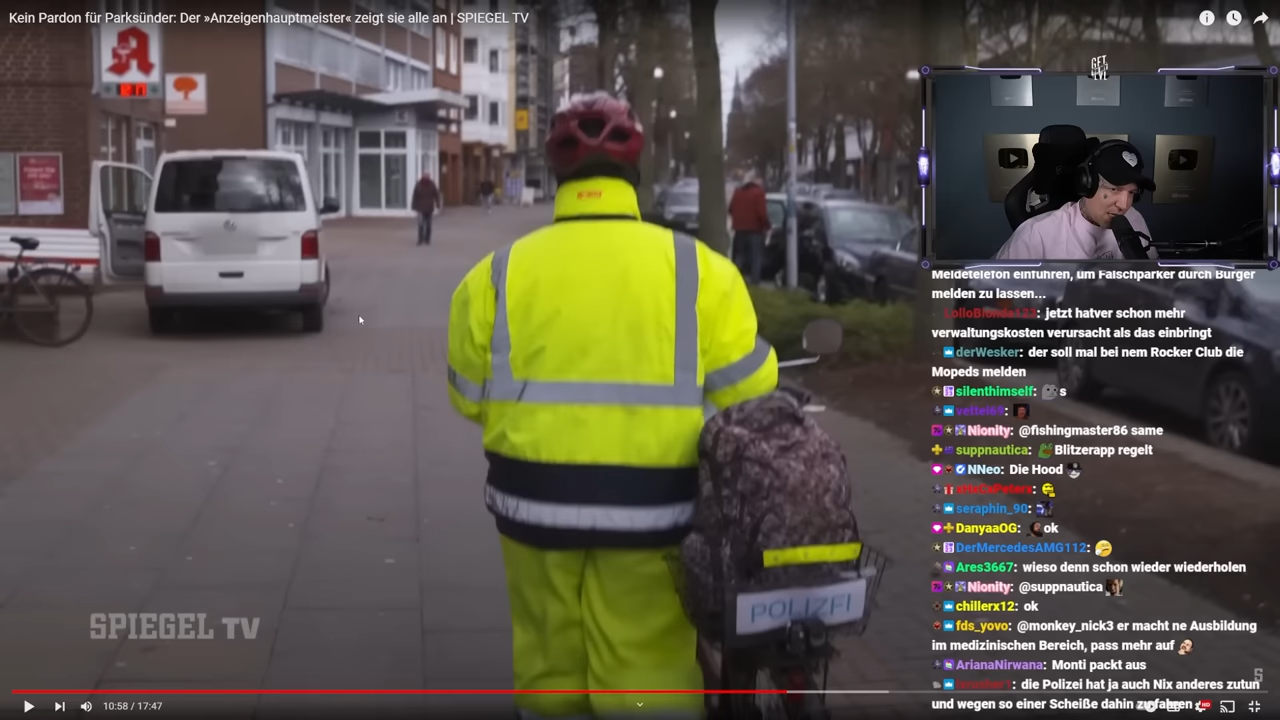 Kein Pardon für Parksünder: Der »Anzeigenhauptmeister« zeigt sie alle an | SPIEGEL TV
POLIZFI
SPIEGEL TV
10:58 / 17:47
Meldetelefon einführen, um Falschparker durch Bürger
melden zu lassen...
jetzt hatver schon mehr
verwaltungskosten verursacht als das einbringt
derWesker: der soll mal bei nem Rocker Club die
Mopeds melden
silenthimself: s
Nionity: @fishingmaster86 same
suppnautica: Blitzerapp regelt
NNeo: Die Hood
seraphin_90:
DanyaaOG: ok
DerMercedesAMG112:
Ares3667: wieso denn schon wieder wiederholen
Nionity: @suppnautica
chillerx12: ok
fds_yovo: @monkey_nick3 er macht ne Ausbildung
im medizinischen Bereich, pass mehr auf
ArianaNirwana: Monti packt aus
die Polizei hat ja auch Nix anderes zutun
und wegen so einer Scheiße dahin zufahren